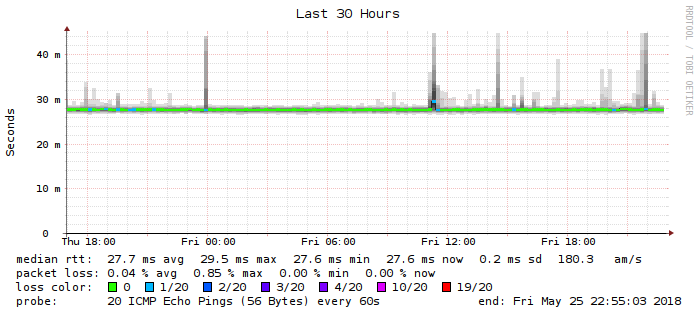 Last 30 Hours
RRDTOOL / TOBI OETIKER
Seconds
40 m
30 m
20 m
10 m
0
Thu 18:00 Fri 00:00 Fri 06:00 Fri 12:00 Fri 18:00
median rtt: 27.7 ms avg 29.5 ms max 27.6 ms min 27.6 ms now 0.2 ms sd 180.3 am/s
packet loss: 0.04 % avg 0.85 % max 0.00 % min 0.00 % now
loss color: 0 1/20 2/20 3/20 4/20 10/20 19/20
probe: 20 ICMP Echo Pings (56 Bytes) every 60s end: Fri May 25 22:55:03 2018